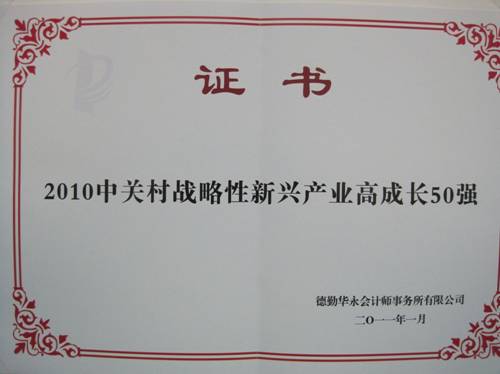 证书
2010中关村战略性新兴产业高成长50强
德勤华永会计师事务所有限公司
二〇一一年一月